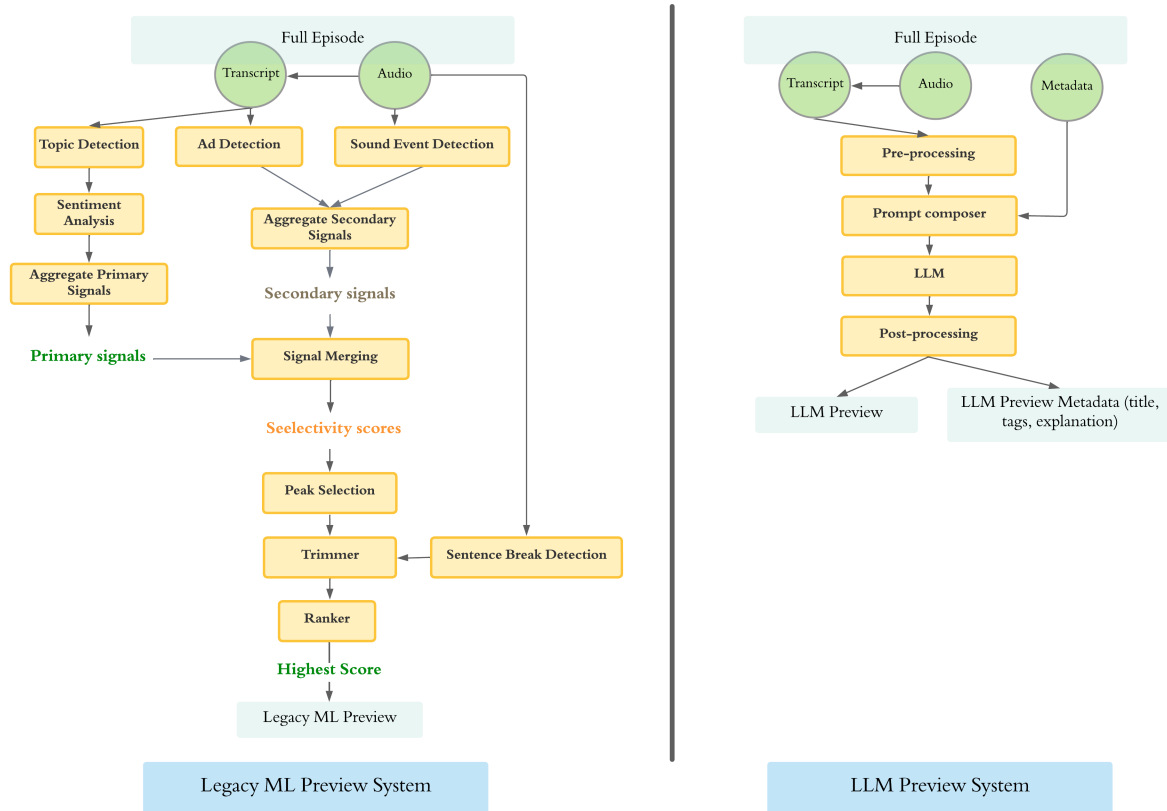 Full Episode
Transcript
Audio
Topic Detection
Ad Detection
Sound Event Detection
Sentiment
Analysis
Aggregate Secondary
Signals
Aggregate Primary
Signals
Secondary signals
Primary signals
Signal Merging
Seelectivity scores
Peak Selection
Trimmer
Sentence Break Detection
Ranker
Highest Score
Legacy ML Preview
Legacy ML Preview System
Full Episode
Transcript
Audio
Metadata
Pre-processing
Prompt composer
LLM
Post-processing
LLM Preview
LLM Preview Metadata (title,
tags, explanation)
LLM Preview System